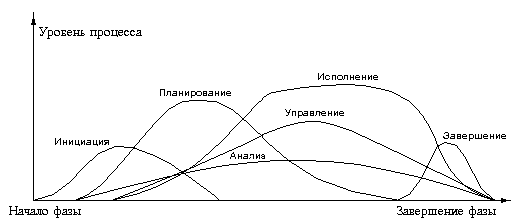 Уровень процесса
Исполнение
Планирование
Управление
Завершение
Инициация
Анализ
Начало фазы
Завершение фазы